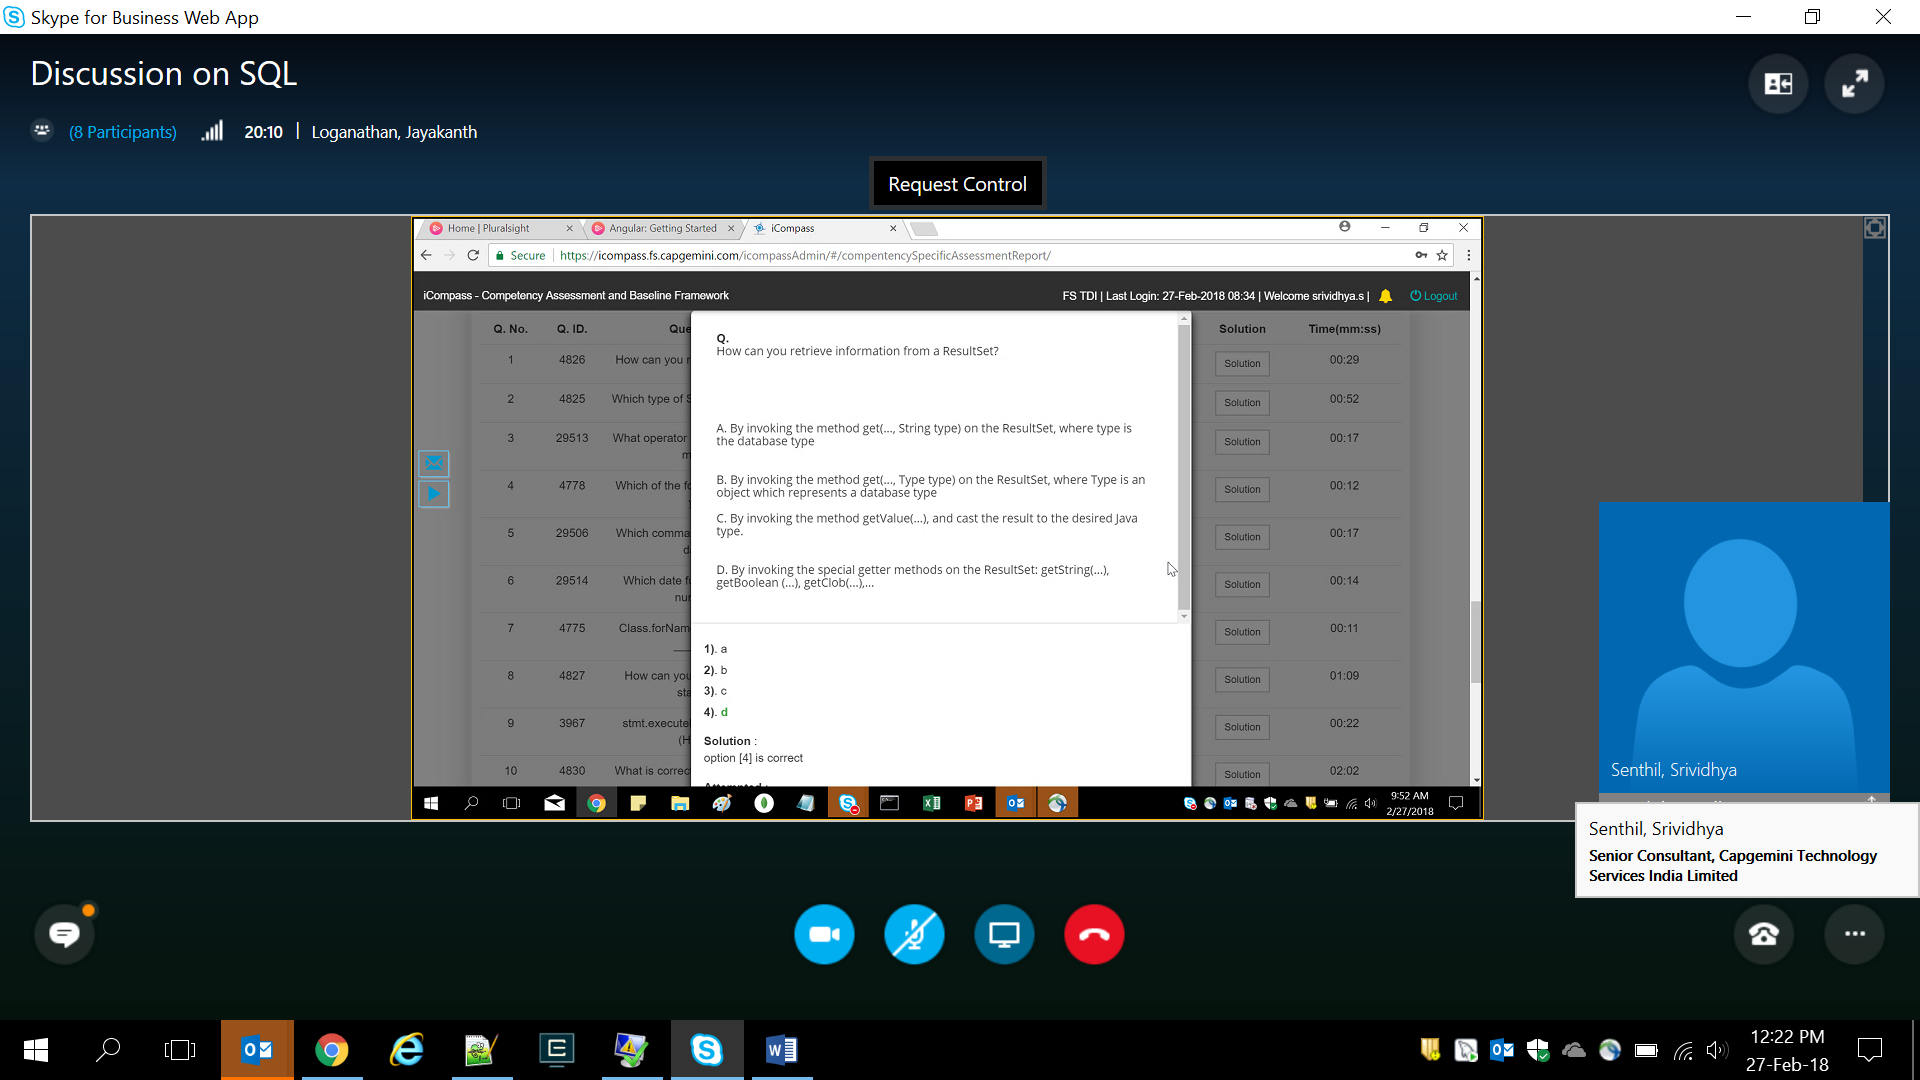 Skype for Business Web App
Discussion on SQL
(8 Participants) 20:10 | Loganathan, Jayakanth
Request Control
Home | Pluralsight
Angular: Getting Started
iCompass
Secure https://icompass.fs.capgemini.com/icompassAdmin/#/compentencySpecificAssessmentReport/
iCompass - Competency Assessment and Baseline Framework
FS TDI | Last Login: 27-Feb-2018 08:34 | Welcome srividhya.s | Logout
Q. No. Q. ID. Que Solution Time(mm:ss)
1 4826 How can you r Solution 00:29
2 4825 Which type of S Solution 00:52
3 29513 What operator Solution 00:17
4 4778 Which of the fo Solution 00:12
5 29506 Which comma Solution 00:17
6 29514 Which date fu Solution 00:14
nur
7 4775 Class.forNam Solution 00:11
8 4827 How can you Solution 01:09
sta
9 3967 stmt.execute Solution 00:22
(H
10 4830 What is correc Solution 02:02
Q.
How can you retrieve information from a ResultSet?
A. By invoking the method get(..., String type) on the ResultSet, where type is
the database type
B. By invoking the method get(..., Type type) on the ResultSet, where Type is an
object which represents a database type
C. By invoking the method getValue(...), and cast the result to the desired Java
type.
D. By invoking the special getter methods on the ResultSet: getString(...),
getBoolean (...), getClob(...),...
1). a
2). b
3). c
4). d
Solution :
option [4] is correct
9:52 AM
2/27/2018
Senthil, Srividhya
Senthil, Srividhya
Senior Consultant, Capgemini Technology
Services India Limited
12:22 PM
27-Feb-18